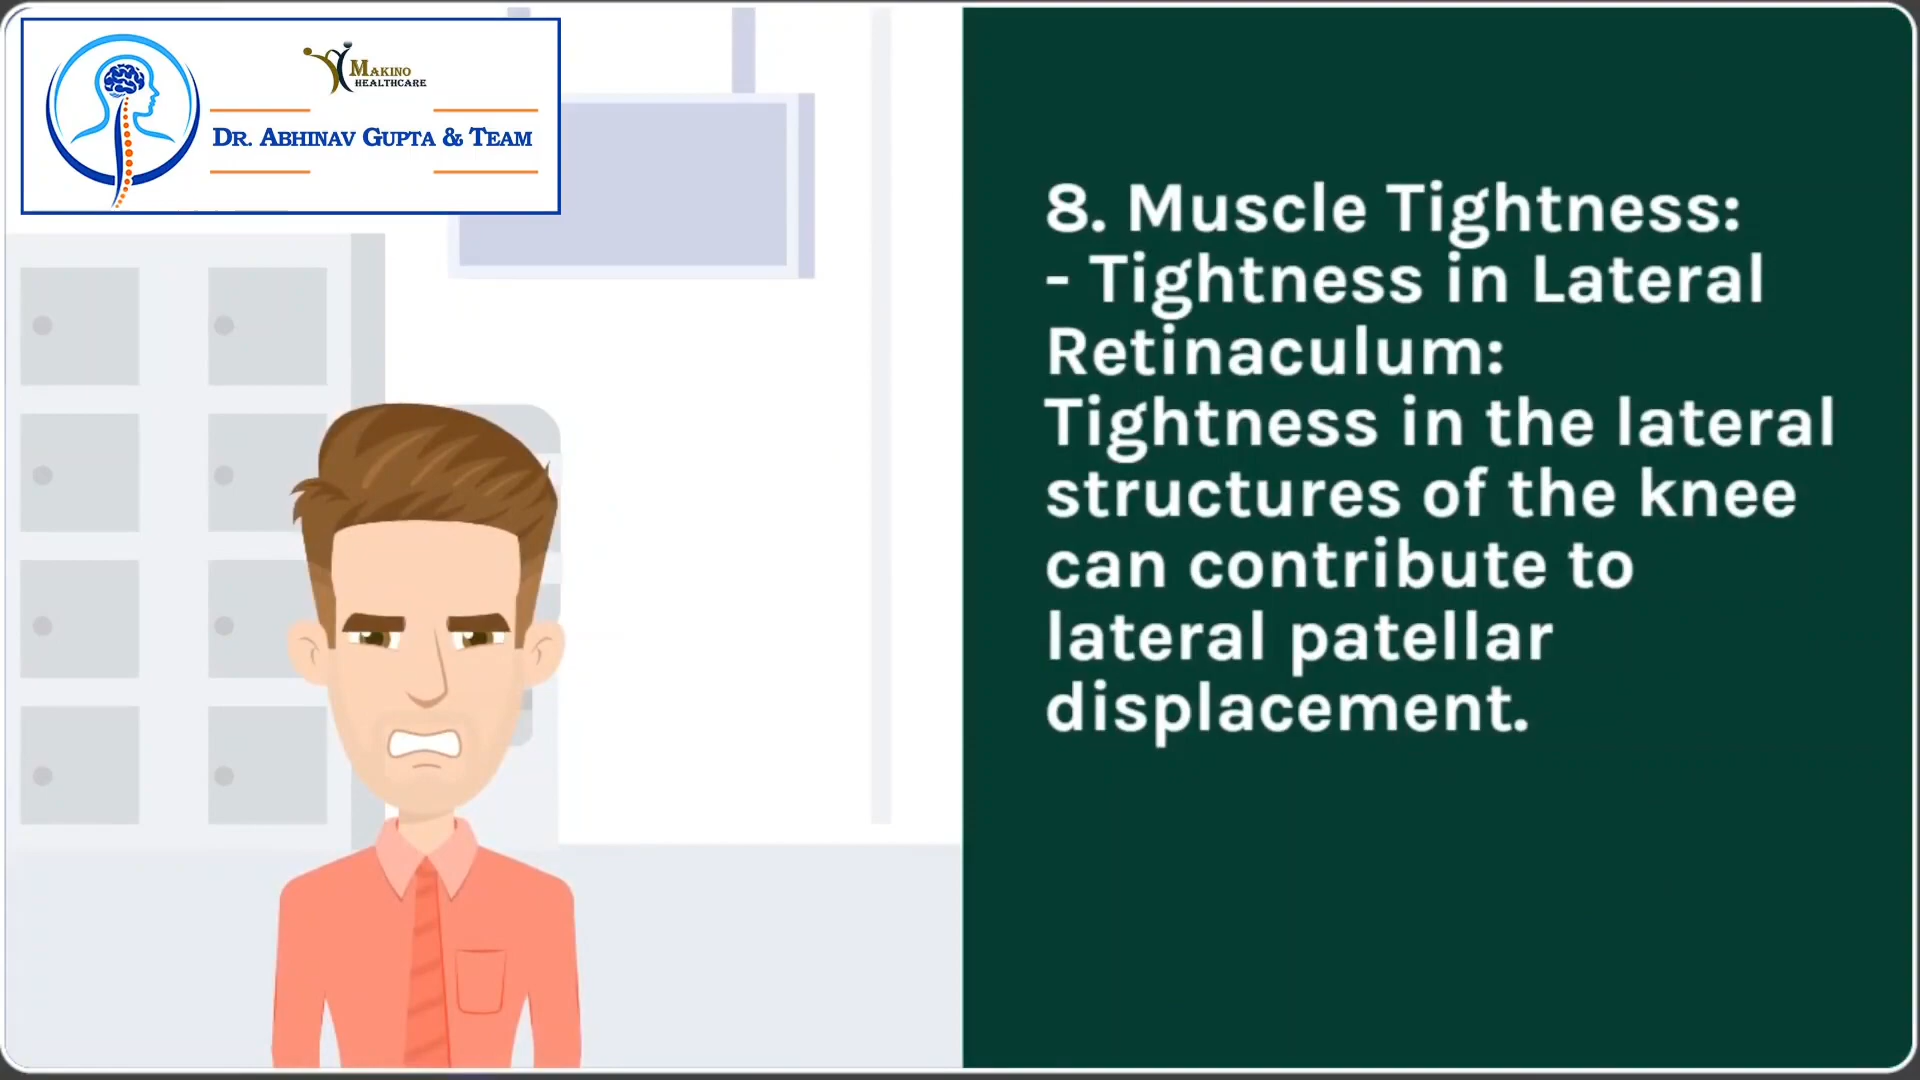 MAKINO
HEALTHCARE
DR. ABHINAV GUPTA & TEAM
8. Muscle Tightness:
- Tightness in Lateral
Retinaculum:
Tightness in the lateral
structures of the knee
can contribute to
lateral patellar
displacement.